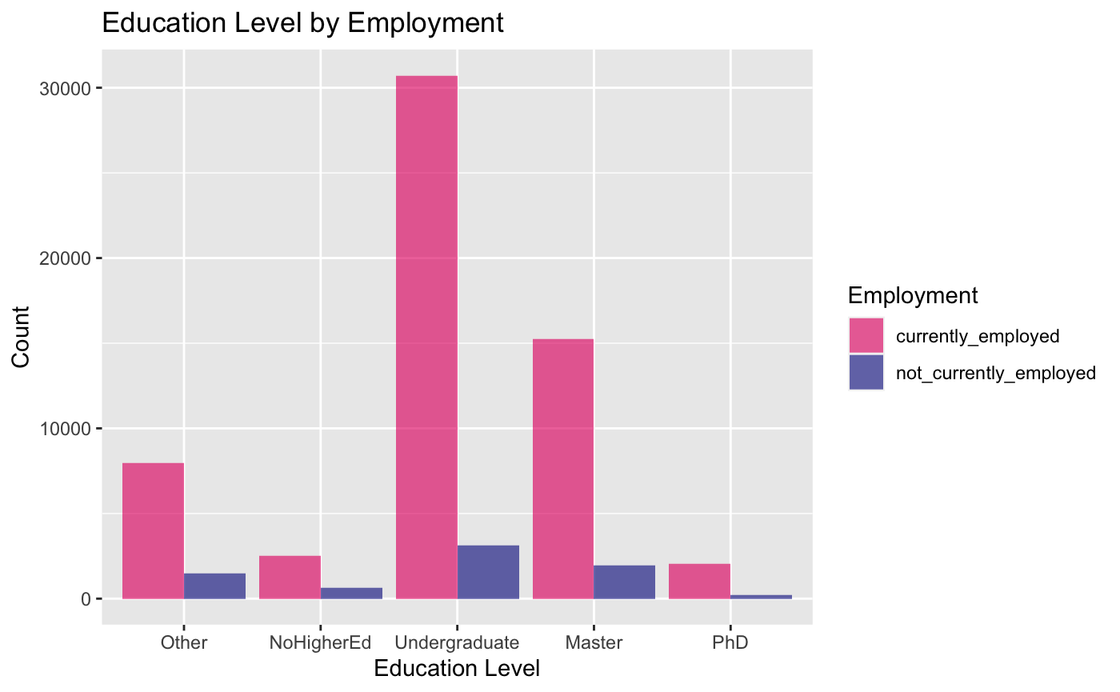 Education Level by Employment
30000
20000
10000
0
Count
Other
NoHigherEd
Undergraduate
Master
PhD
Education Level
Employment
currently_employed
not_currently_employed